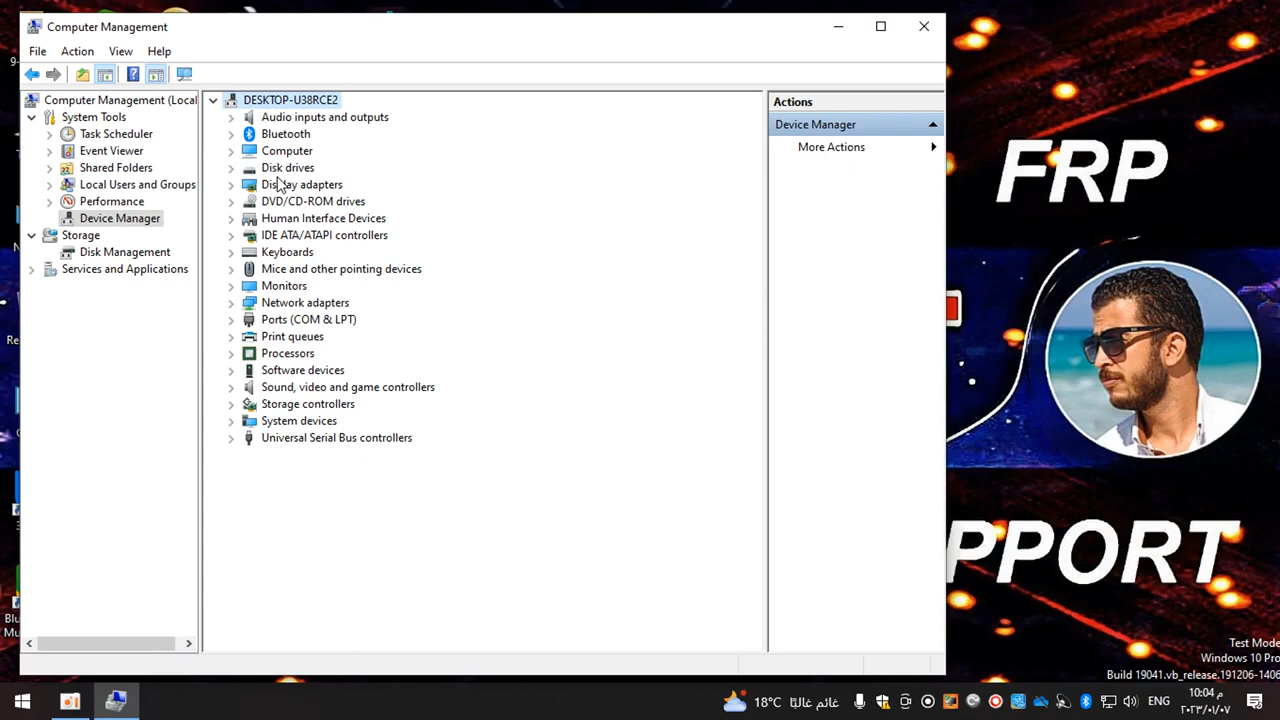 Computer Management
File Action View Help
Computer Management (Local
System Tools
Task Scheduler
Event Viewer
Shared Folders
Local Users and Groups
Performance
Device Manager
Storage
Disk Management
Services and Applications
DESKTOP-U38RCE2
Audio inputs and outputs
Bluetooth
Computer
Disk drives
Display adapters
DVD/CD-ROM drives
Human Interface Devices
IDE ATA/ATAPI controllers
Keyboards
Mice and other pointing devices
Monitors
Network adapters
Ports (COM & LPT)
Print queues
Processors
Software devices
Sound, video and game controllers
Storage controllers
System devices
Universal Serial Bus controllers
Actions
Device Manager
More Actions
FRP
PPORT
Test Mode
Windows 10 Pro
Build 19041.vb_release.191206-1406
18°C غائم غالبًا
ENG
10:04 م
٢٠٢٣/٠١/٠٧